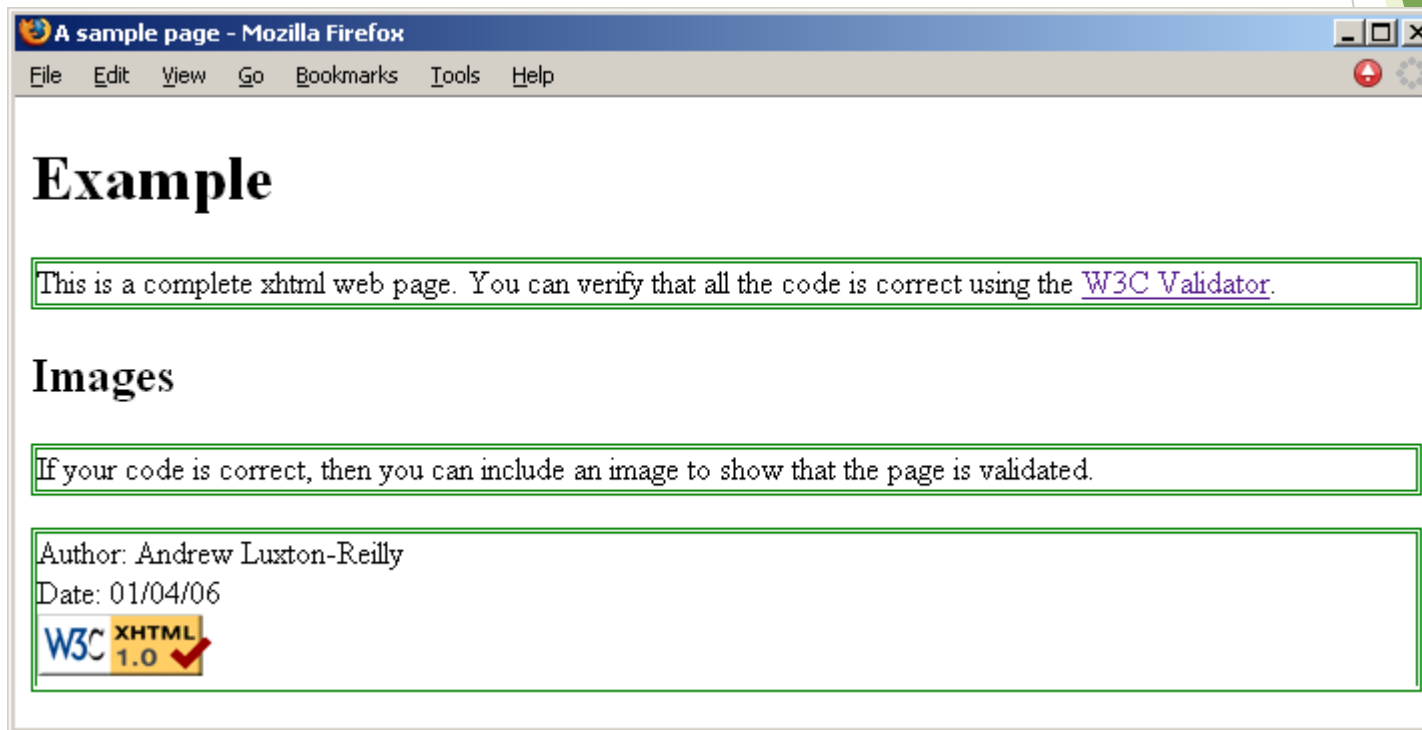 A sample page - Mozilla Firefox
File Edit View Go Bookmarks Tools Help
Example
This is a complete xhtml web page. You can verify that all the code is correct using the W3C Validator.
Images
If your code is correct, then you can include an image to show that the page is validated.
Author: Andrew Luxton-Reilly
Date: 01/04/06
W3C XHTML 1.0